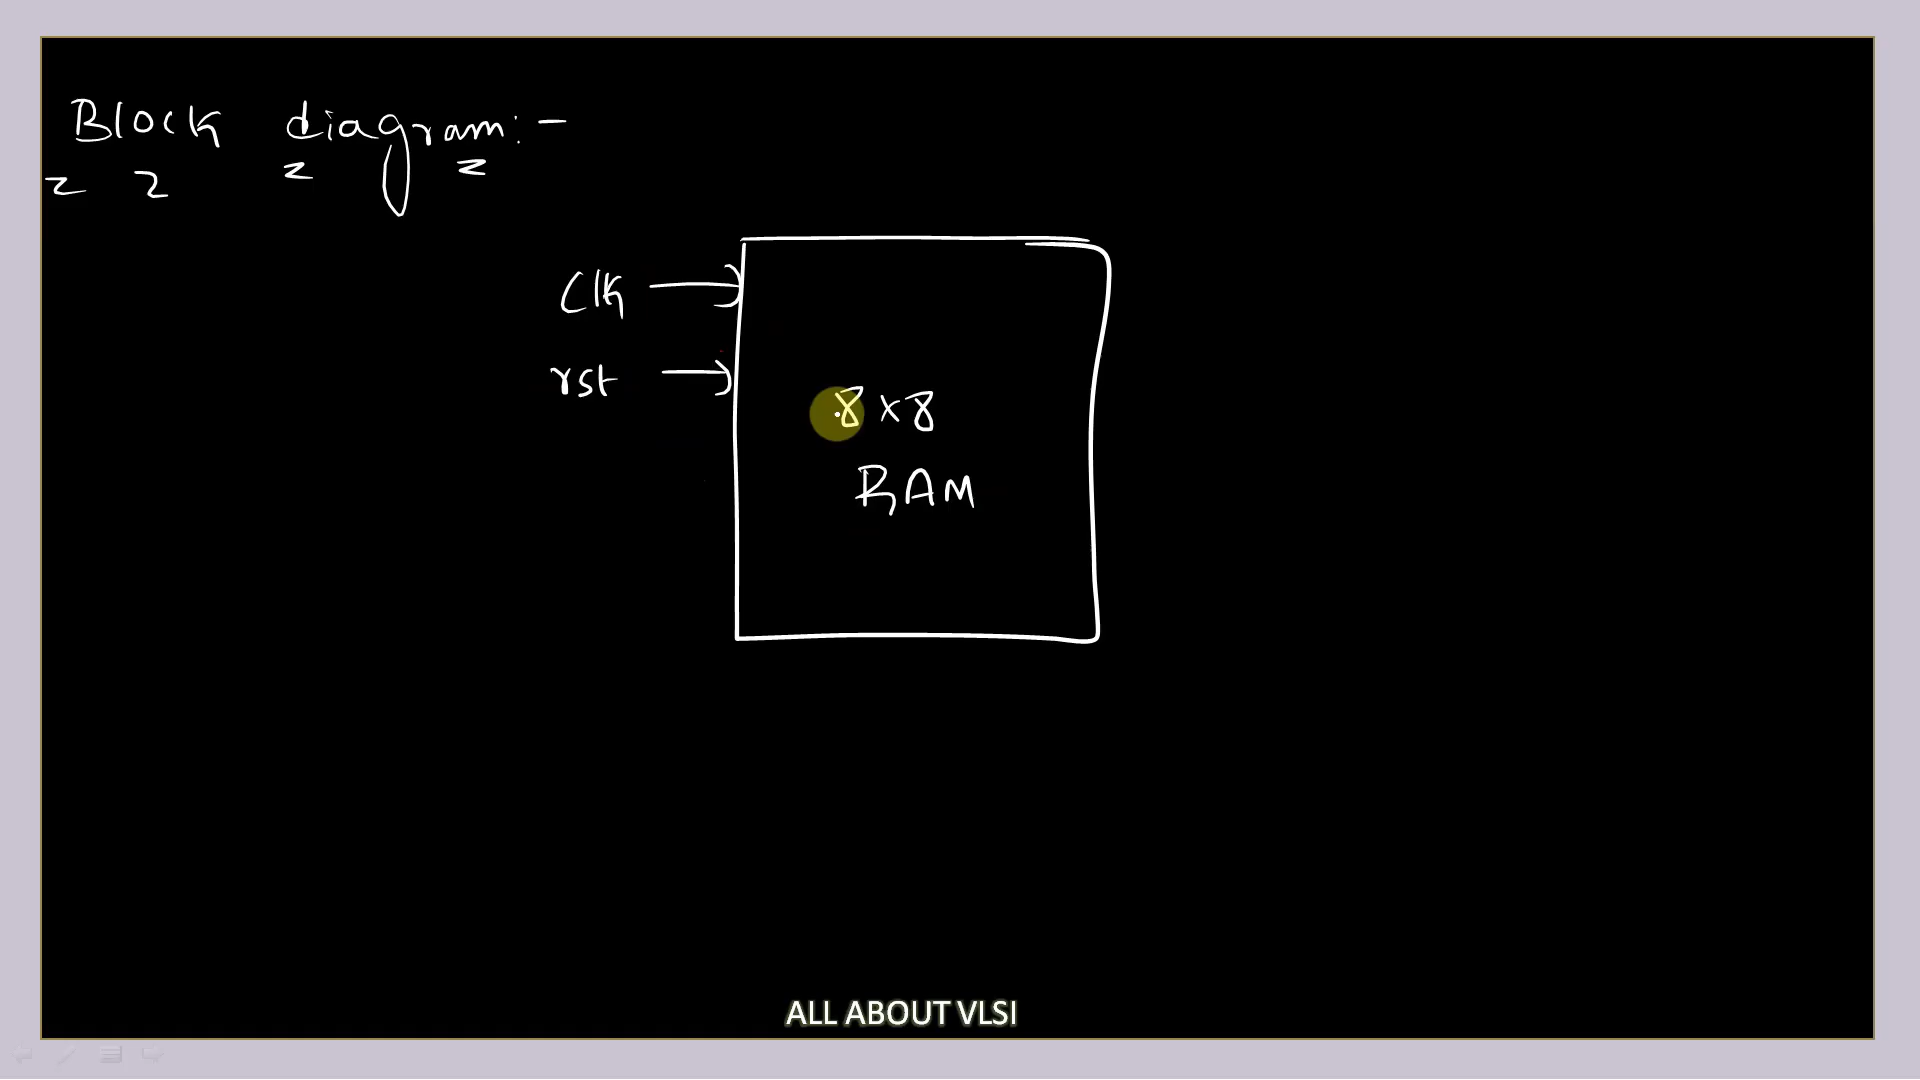 Block diagram:-
Clk
rst
8x8
RAM
ALL ABOUT VLSI